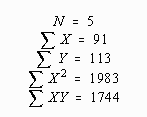 N = 5
∑ X = 91
∑ Y = 113
∑ X² = 1983
∑ XY = 1744